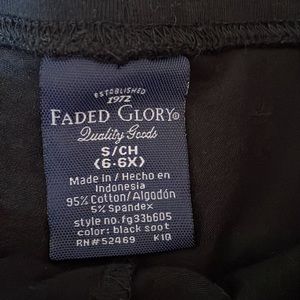 ESTABLISHED
1972
FADED GLORY®
Quality Goods
S/CH
(6-6X)
Made in / Hecho en
Indonesia
95% Cotton/Algodón
5% Spandex
style no. fg33b605
color: black soot
RN#52469 K1Q